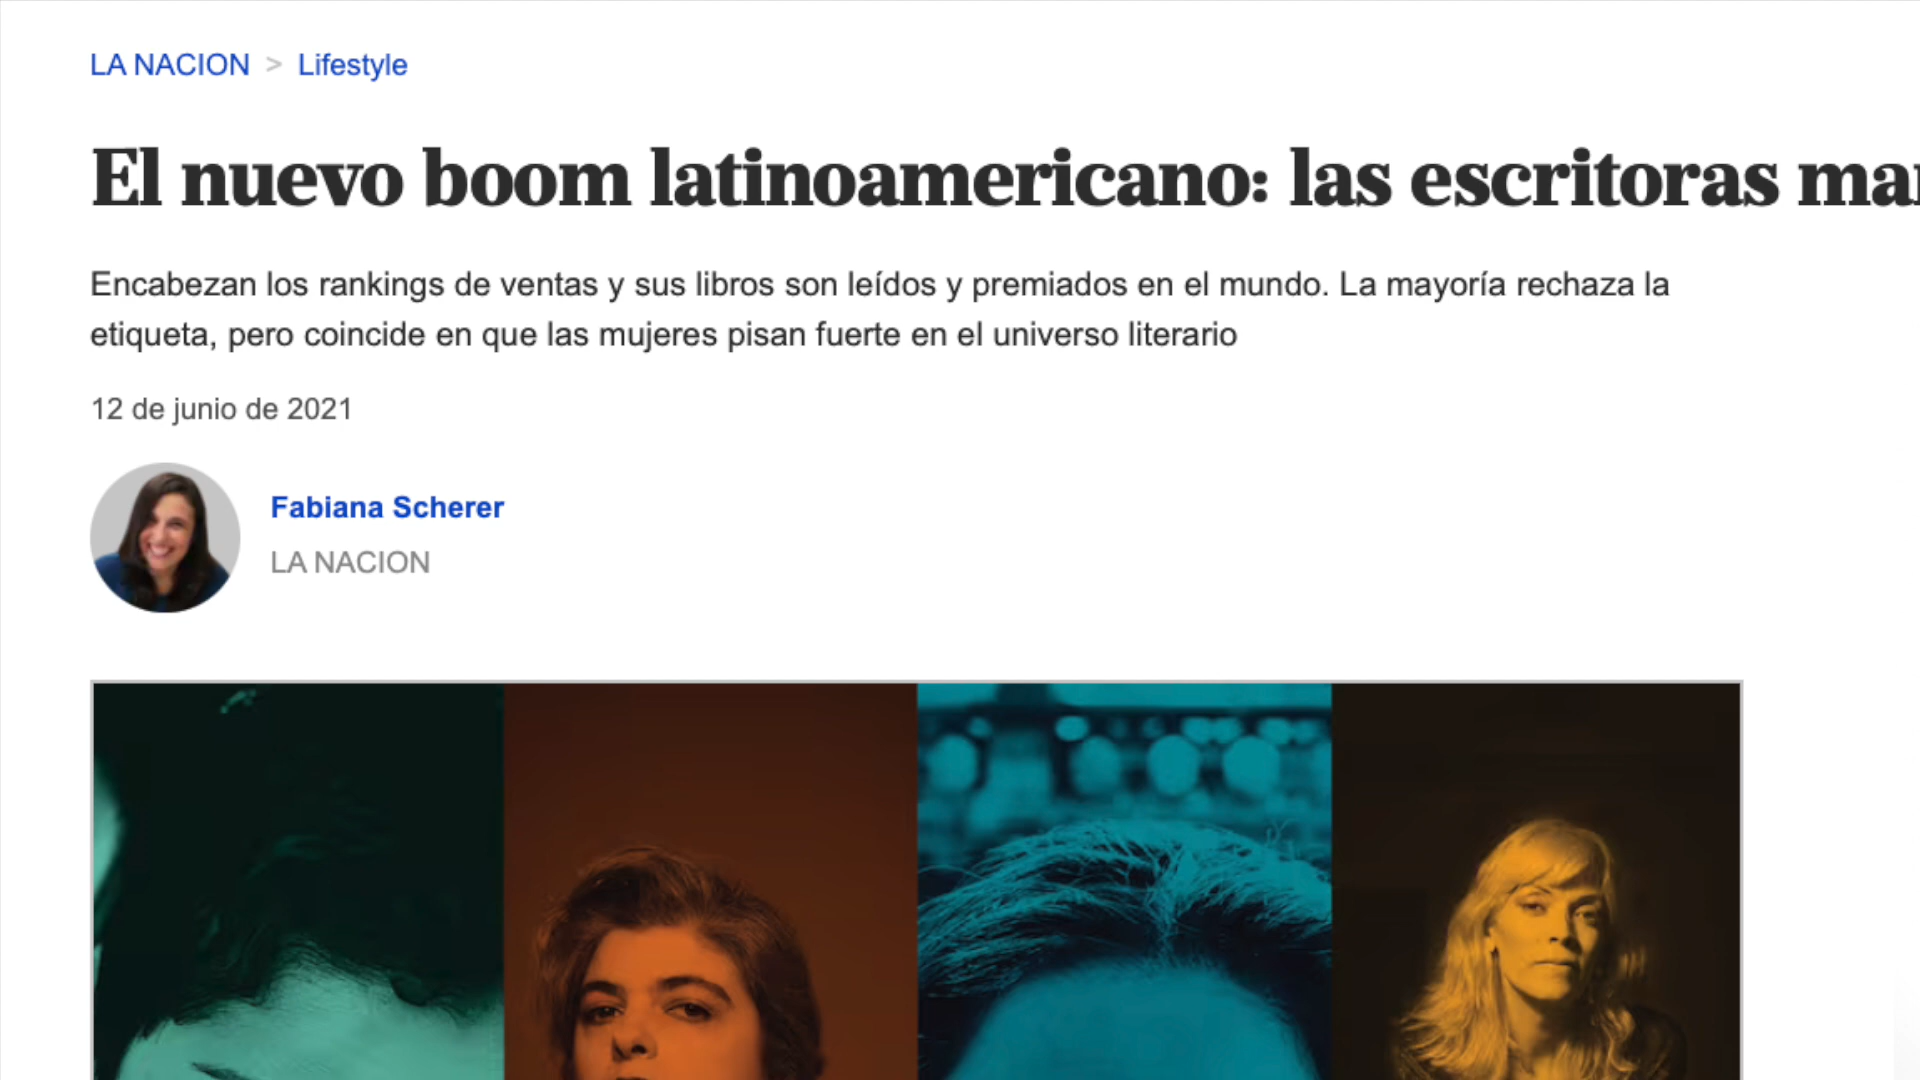 LA NACION > Lifestyle
El nuevo boom latinoamericano: las escritoras
Encabezan los rankings de ventas y sus libros son leídos y premiados en el mundo. La mayoría rechaza la
etiqueta, pero coincide en que las mujeres pisan fuerte en el universo literario
12 de junio de 2021
Fabiana Scherer
LA NACION